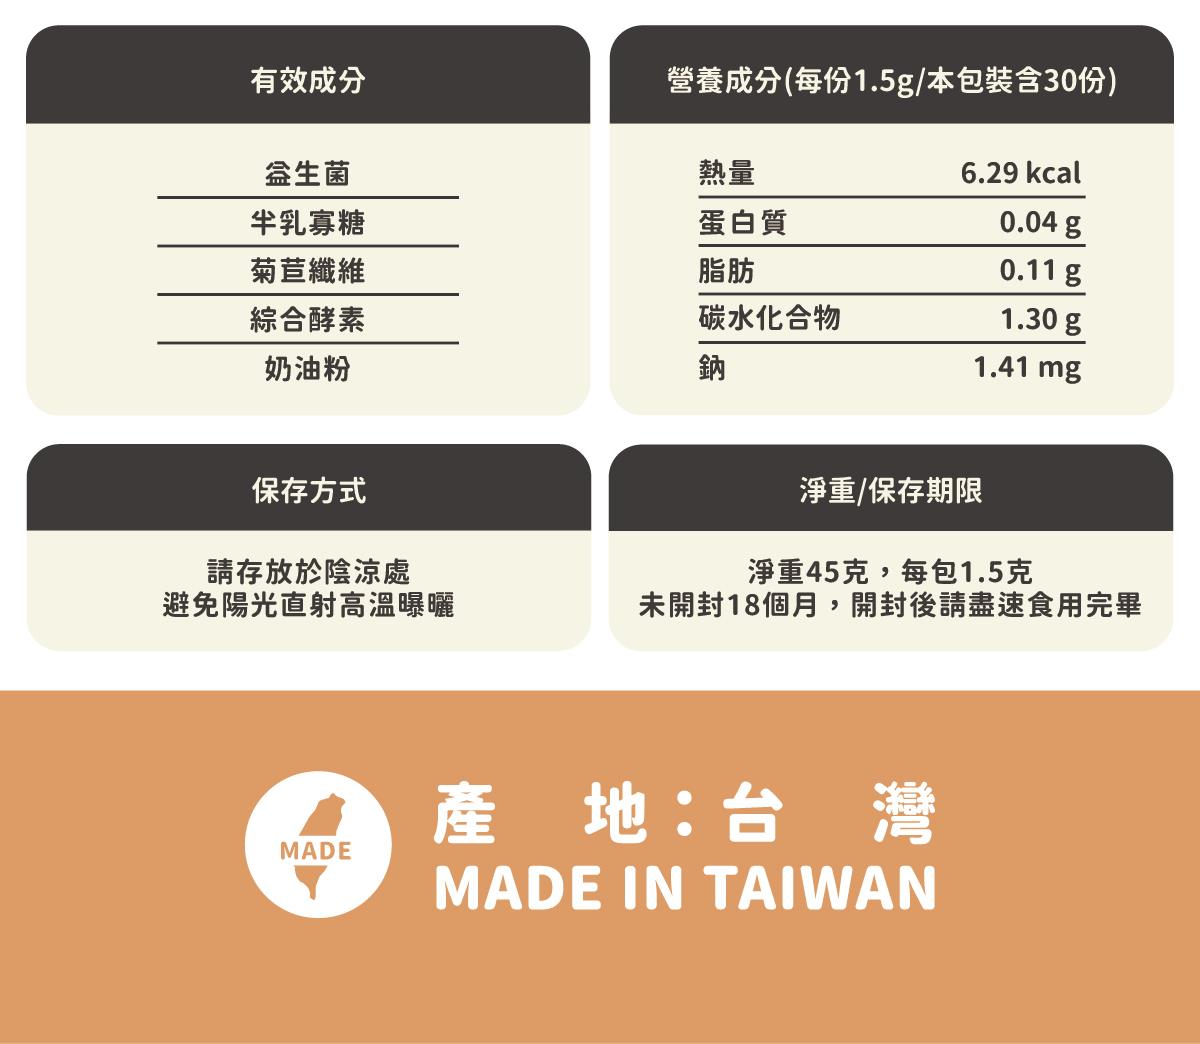 有效成分
益生菌
半乳寡糖
菊苣纖維
綜合酵素
奶油粉
營養成分(每份1.5g/本包裝含30份)
熱量 6.29 kcal
蛋白質 0.04 g
脂肪 0.11 g
碳水化合物 1.30 g
鈉 1.41 mg
保存方式
請存放於陰涼處
避免陽光直射高溫曝曬
淨重/保存期限
淨重45克，每包1.5克
未開封18個月，開封後請盡速食用完畢
MADE
產 地：台 灣
MADE IN TAIWAN